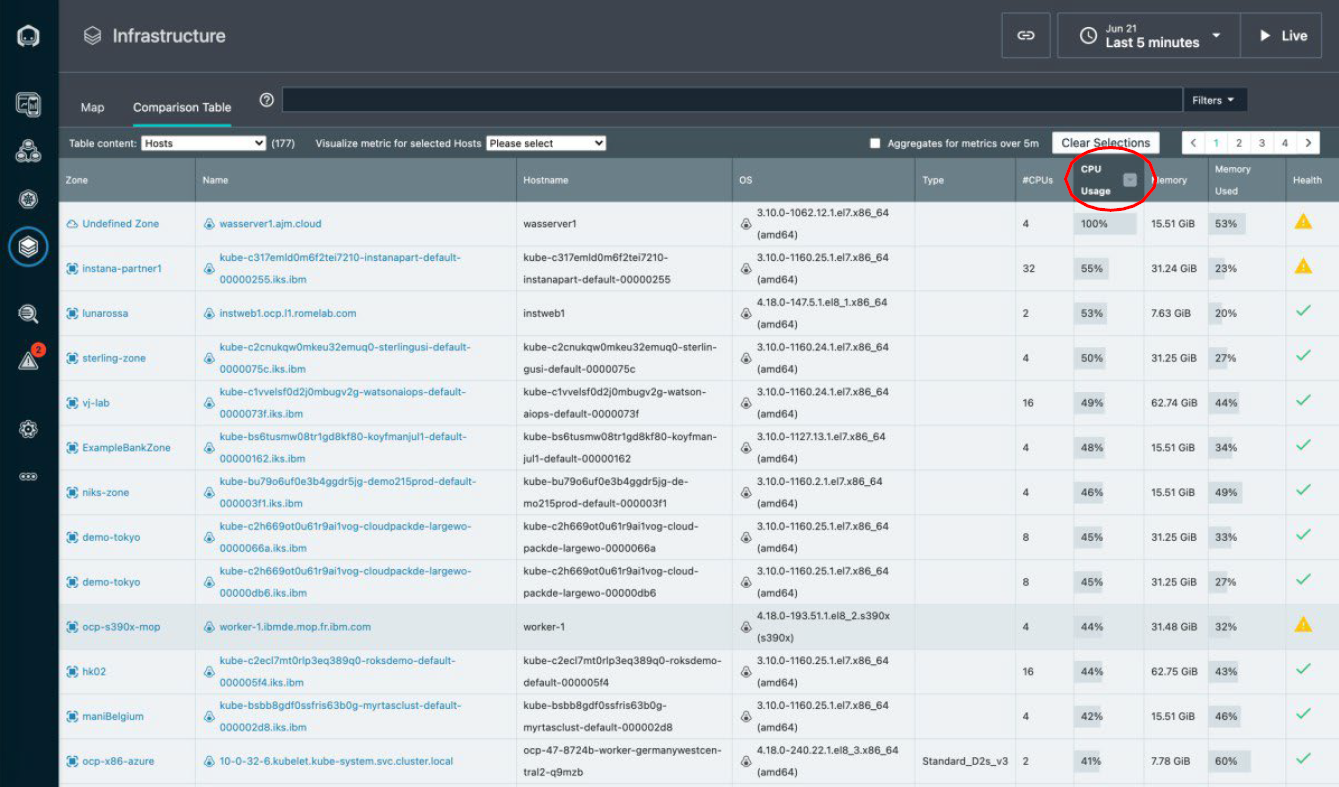 Infrastructure
Jun 21
Last 5 minutes
Live
Map
Comparison Table
Filters
Table content: Hosts (177) Visualize metric for selected Hosts Please select
Aggregates for metrics over 5m Clear Selections 1 2 3 4
Zone Name Hostname OS Type #CPUs CPU Usage Memory Memory Used Health
Undefined Zone wasserver1.ajm.cloud wasserver1 3.10.0-1062.12.1.el7.x86_64 (amd64) 4 100% 15.51 GiB 53%
instana-partner1 kube-c317emld0m6f2tei7210-instanapart-default-00000255.iks.ibm kube-c317emld0m6f2tei7210-instanapart-default-00000255 3.10.0-1160.25.1.el7.x86_64 (amd64) 32 55% 31.24 GiB 23%
lunarossa instweb1.ocp.l1.romelab.com instweb1 4.18.0-147.5.1.el8_1.x86_64 (amd64) 2 53% 7.63 GiB 20%
sterling-zone kube-c2cnukqw0mkeu32emuq0-sterlingusi-default-0000075c.iks.ibm kube-c2cnukqw0mkeu32emuq0-sterlin-gusi-default-0000075c 3.10.0-1160.24.1.el7.x86_64 (amd64) 4 50% 31.25 GiB 27%
vj-lab kube-c1vvelsf0d2j0mbugv2g-watsonaiops-default-0000073f.iks.ibm kube-c1vvelsf0d2j0mbugv2g-watson-aiops-default-0000073f 3.10.0-1160.24.1.el7.x86_64 (amd64) 16 49% 62.74 GiB 44%
ExampleBankZone kube-bs6tusmw08tr1gd8kf80-koyfmanjul1-default-00000162.iks.ibm kube-bs6tusmw08tr1gd8kf80-koyfman-jul1-default-00000162 3.10.0-1127.13.1.el7.x86_64 (amd64) 4 48% 15.51 GiB 34%
niks-zone kube-bu79o6uf0e3b4ggdr5jg-demo215prod-default-000003f1.iks.ibm kube-bu79o6uf0e3b4ggdr5jg-de-mo215prod-default-000003f1 3.10.0-1160.2.1.el7.x86_64 (amd64) 4 46% 15.51 GiB 49%
demo-tokyo kube-c2h669ot0u61r9ai1vog-cloudpackde-largewo-0000066a.iks.ibm kube-c2h669ot0u61r9ai1vog-cloud-packde-largewo-0000066a 3.10.0-1160.25.1.el7.x86_64 (amd64) 8 45% 31.25 GiB 33%
demo-tokyo kube-c2h669ot0u61r9ai1vog-cloudpackde-largewo-00000db6.iks.ibm kube-c2h669ot0u61r9ai1vog-cloud-packde-largewo-00000db6 3.10.0-1160.25.1.el7.x86_64 (amd64) 8 45% 31.25 GiB 27%
ocp-s390x-mop worker-1.ibmde.mop.fr.ibm.com worker-1 4.18.0-193.51.1.el8_2.s390x (s390x) 4 44% 31.48 GiB 32%
hk02 kube-c2ecl7mt0rlp3eq389q0-roksdemo-default-000005f4.iks.ibm kube-c2ecl7mt0rlp3eq389q0-roksdemo-default-000005f4 3.10.0-1160.25.1.el7.x86_64 (amd64) 16 44% 62.75 GiB 43%
maniBelgium kube-bsbb8gdf0ssfris63b0g-myrtasclust-default-000002d8.iks.ibm kube-bsbb8gdf0ssfris63b0g-myrtasclust-default-000002d8 3.10.0-1160.25.1.el7.x86_64 (amd64) 4 42% 15.51 GiB 46%
ocp-x86-azure 10-0-32-6.kubelet.kube-system.svc.cluster.local ocp-47-8724b-worker-germanywestcen-tral2-q9mzb 4.18.0-240.22.1.el8_3.x86_64 (amd64) Standard_D2s_v3 2 41% 7.78 GiB 60%
2